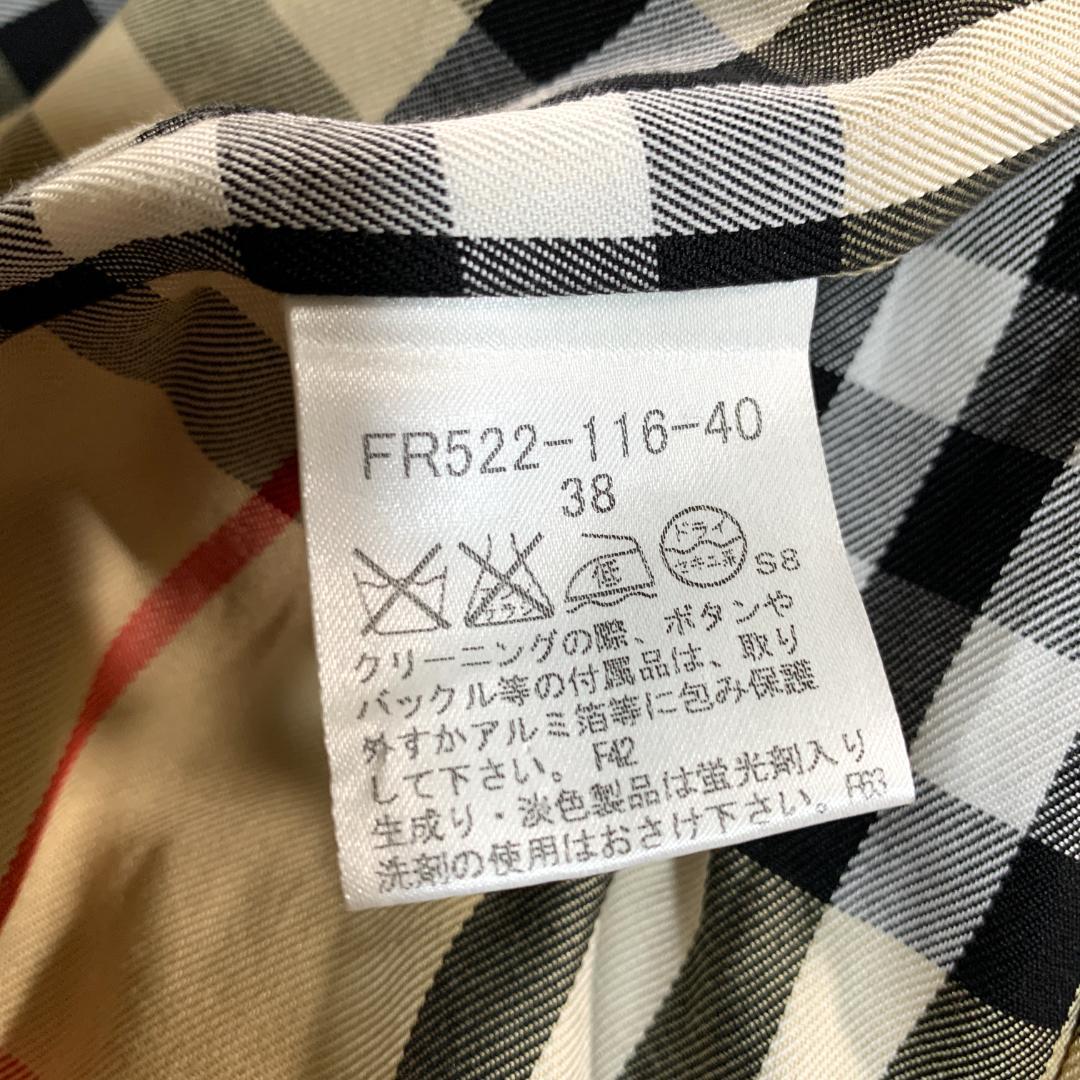 FR522-116-40
38
低
ドライ
セキユ系
S8
クリーニングの際、ボタンや
バックル等の付属品は、取り
外すかアルミ箔等に包み保護
して下さい。 F42
生成り・淡色製品は蛍光剤入り
洗剤の使用はおさけ下さい。 F63